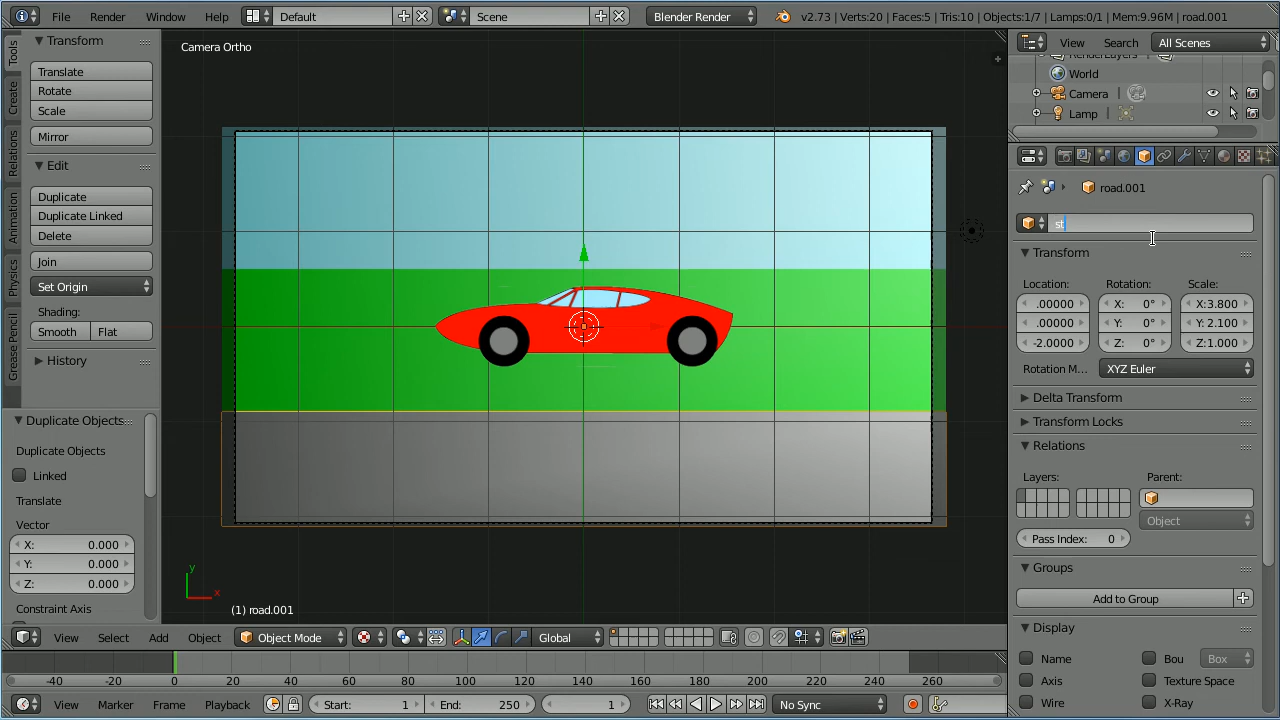 File Render Window Help Default Scene Blender Render v2.73 | Verts:20 | Faces:5 | Tris:10 | Objects:1/7 | Lamps:0/1 | Mem:9.96M | road.001
Tools
Create
Relations
Animation
Physics
Grease Pencil
Transform
Translate
Rotate
Scale
Mirror
Edit
Duplicate
Duplicate Linked
Delete
Join
Set Origin
Shading:
Smooth Flat
History
Duplicate Objects
Duplicate Objects
Linked
Translate
Vector
X: 0.000
Y: 0.000
Z: 0.000
Constraint Axis
Camera Ortho
y
x
(1) road.001
View Select Add Object Object Mode Global
-40 -20 0 20 40 60 80 100 120 140 160 180 200 220 240 260
View Marker Frame Playback Start: 1 End: 250 1 No Sync
View Search All Scenes
RenderLayers
World
Camera
Lamp
road.001
st
Transform
Location: Rotation: Scale:
.00000 X: 0° X:3.800
.00000 Y: 0° Y: 2.100
-2.0000 Z: 0° Z:1.000
Rotation M... XYZ Euler
Delta Transform
Transform Locks
Relations
Layers: Parent:
Object
Pass Index: 0
Groups
Add to Group
Display
Name Bou Box
Axis Texture Space
Wire X-Ray